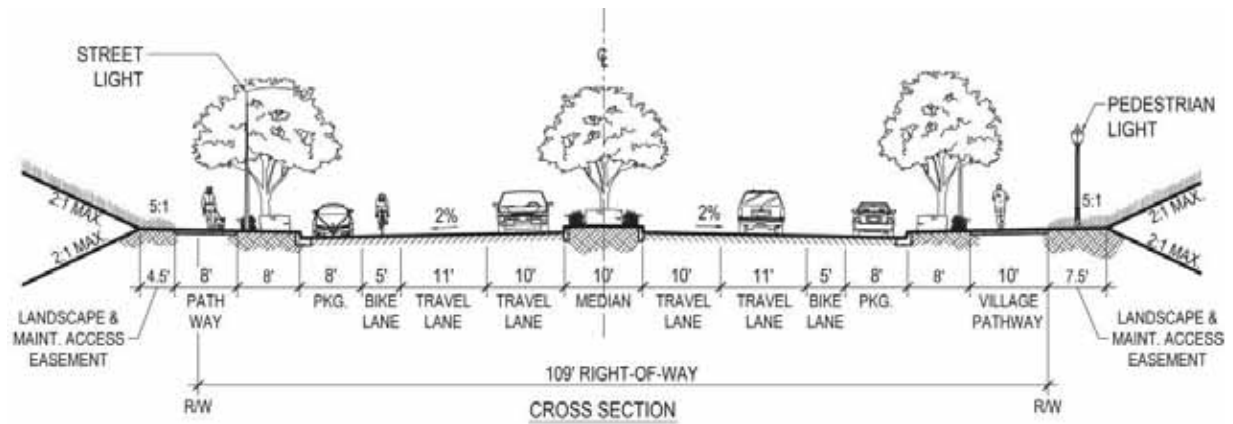 STREET
LIGHT
℄
PEDESTRIAN
LIGHT
2:1 MAX.
5:1
2%
2%
5:1
2:1 MAX.
2:1 MAX.
2:1 MAX.
4.5' 8' 8' 8' 5' 11' 10' 10' 10' 11' 5' 8' 8' 10' 7.5'
LANDSCAPE &
MAINT. ACCESS
EASEMENT
PATH
WAY
PKG.
BIKE
LANE
TRAVEL
LANE
TRAVEL
LANE
MEDIAN
TRAVEL
LANE
TRAVEL
LANE
BIKE
LANE
PKG.
VILLAGE
PATHWAY
LANDSCAPE &
MAINT. ACCESS
EASEMENT
109' RIGHT-OF-WAY
R/W
CROSS SECTION
R/W